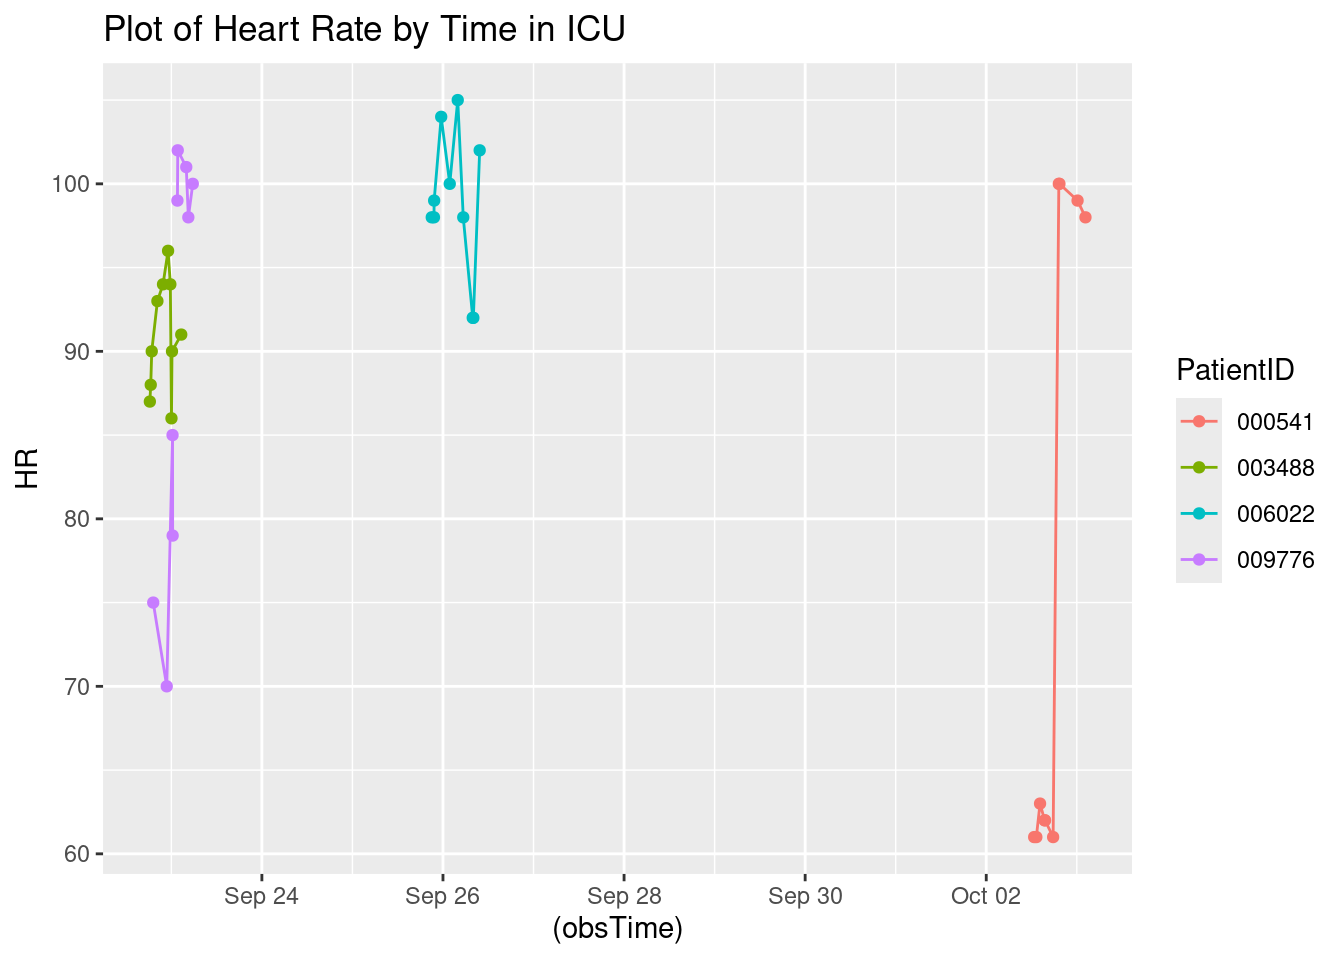 Plot of Heart Rate by Time in ICU
100
90
80
70
60
HR
Sep 24
Sep 26
Sep 28
Sep 30
Oct 02
(obsTime)
PatientID
000541
003488
006022
009776